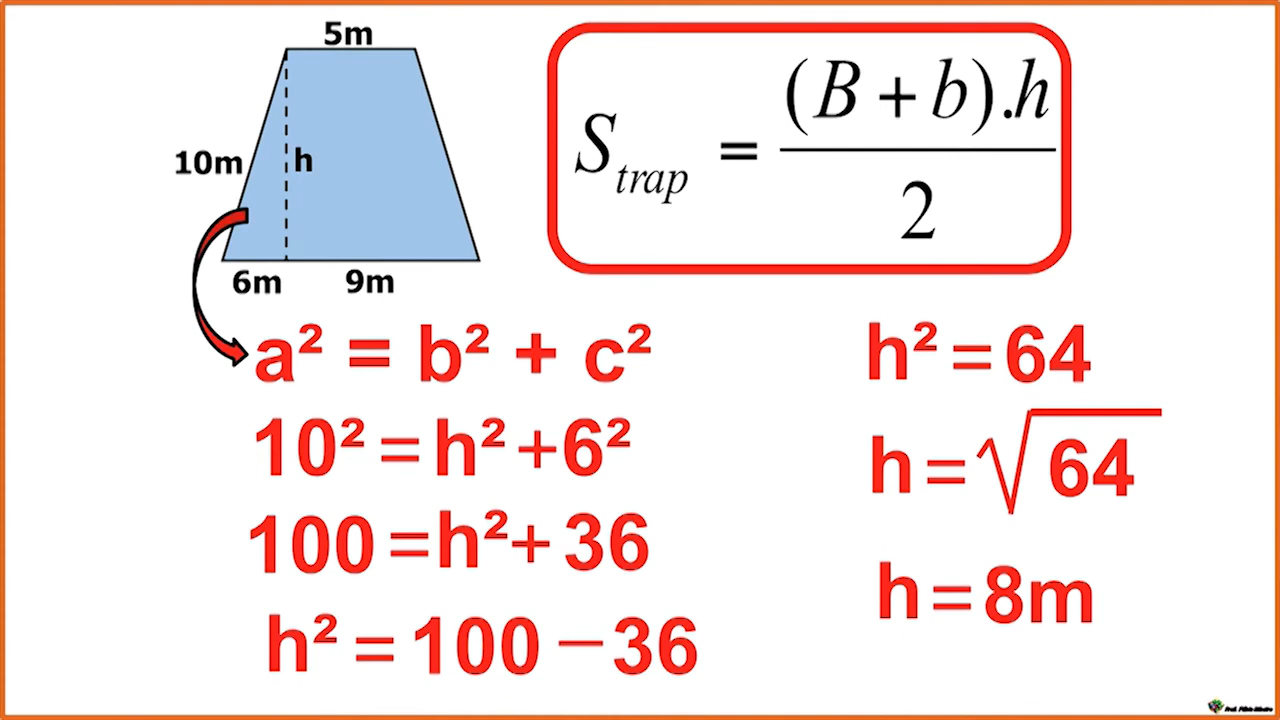 5m
10m
h
6m 9m
S_trap = (B + b).h / 2
a² = b² + c²
10² = h² + 6²
100 = h² + 36
h² = 100 − 36
h² = 64
h = √64
h = 8m